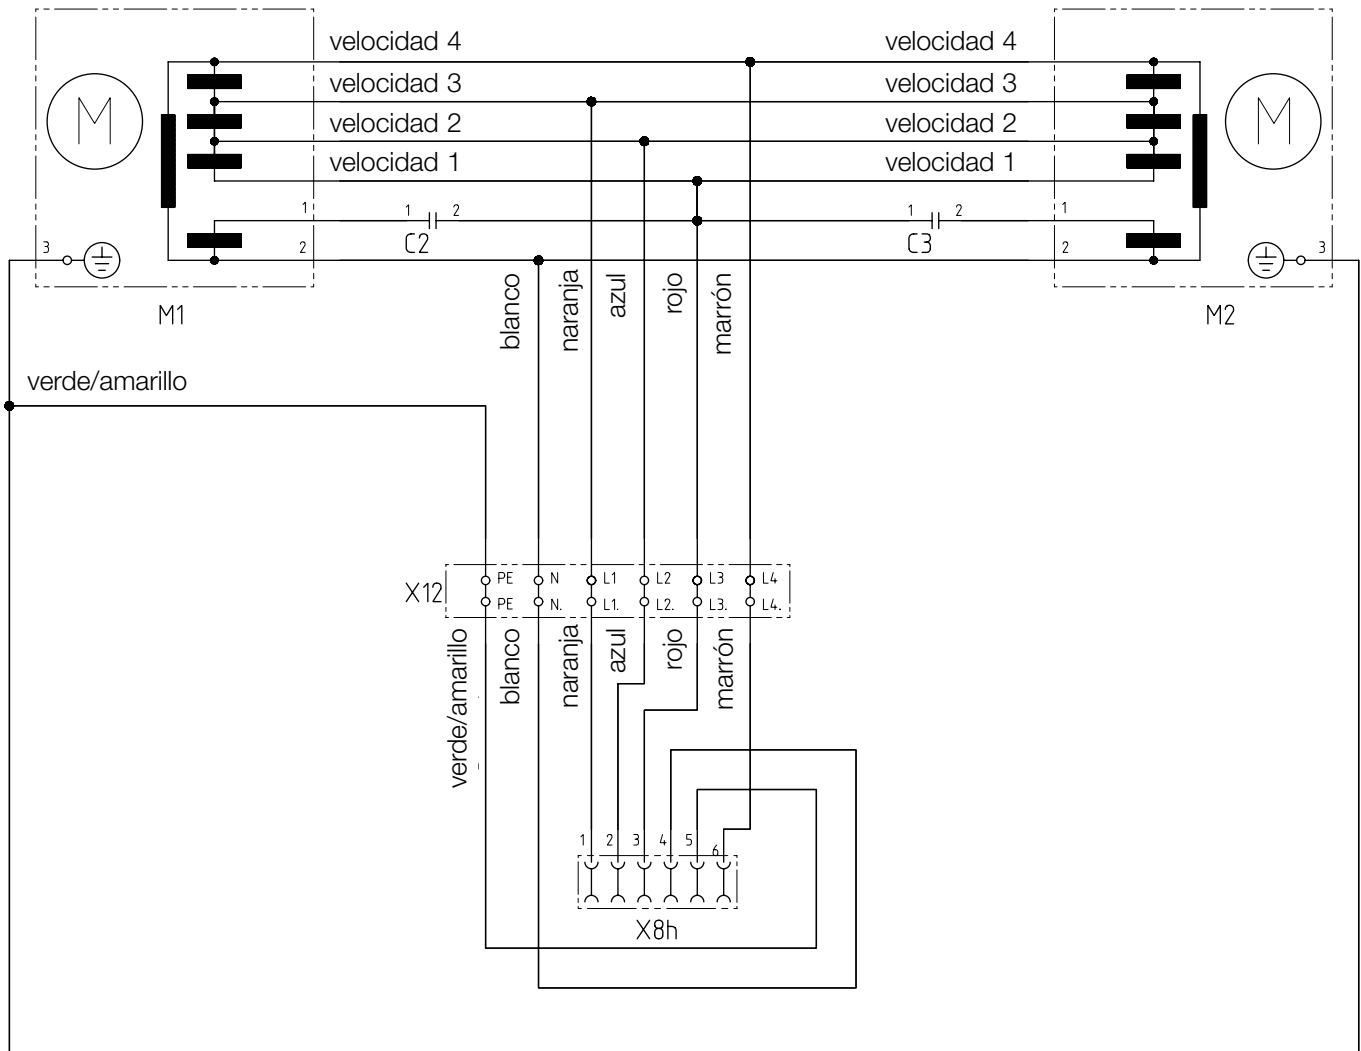 velocidad 4 velocidad 4
velocidad 3 velocidad 3
M M
velocidad 2 velocidad 2
velocidad 1 velocidad 1
1 1 2 1 2 1
C2 C3
3 2 2 3
M1 M2
blanco
naranja
azul
rojo
marrón
verde/amarillo
X12
PE N L1 L2 L3 L4
PE N. L1. L2. L3. L4.
verde/amarillo
blanco
naranja
azul
rojo
marrón
1 2 3 4 5 6
X8h